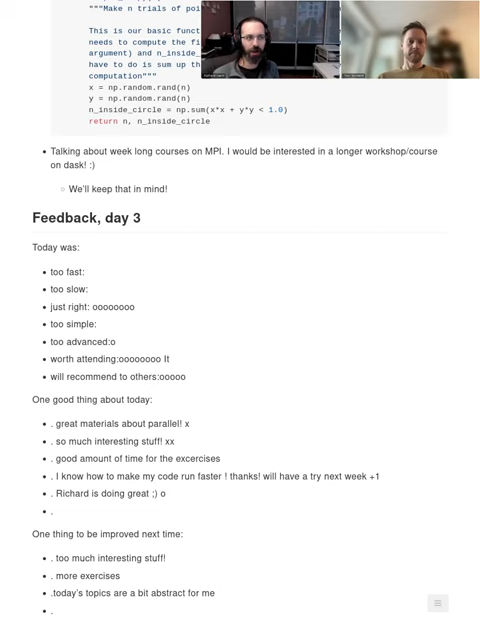 """Make n trials of poi
This is our basic funct
needs to compute the fi
argument) and n_inside_
have to do is sum up th
computation"""
x = np.random.rand(n)
y = np.random.rand(n)
n_inside_circle = np.sum(x*x + y*y < 1.0)
return n, n_inside_circle
• Talking about week long courses on MPI. I would be interested in a longer workshop/course
on dask! :)
○ We'll keep that in mind!
Feedback, day 3
Today was:
• too fast:
• too slow:
• just right: oooooooo
• too simple:
• too advanced:o
• worth attending:oooooooo It
• will recommend to others:ooooo
One good thing about today:
• . great materials about parallel! x
• . so much interesting stuff! xx
• . good amount of time for the excercises
• . I know how to make my code run faster ! thanks! will have a try next week +1
• . Richard is doing great ;) o
• .
One thing to be improved next time:
• . too much interesting stuff!
• . more exercises
• .today's topics are a bit abstract for me
• .